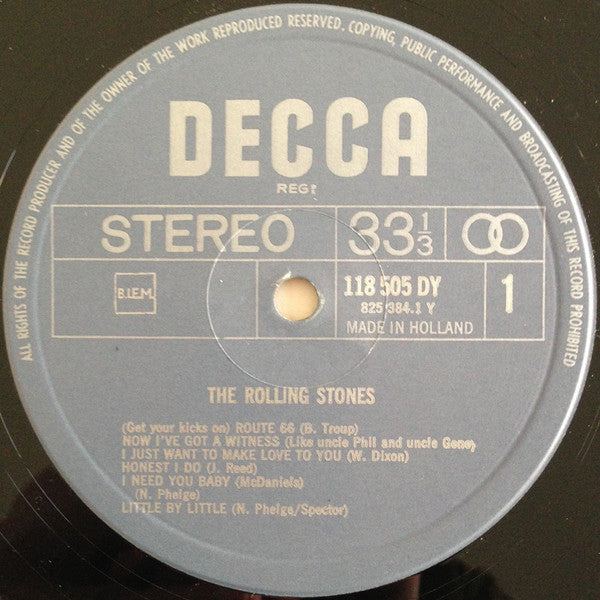 ALL RIGHTS OF THE RECORD PRODUCER AND OF THE OWNER OF THE WORK REPRODUCED RESERVED. COPYING, PUBLIC PERFORMANCE AND BROADCASTING OF THIS RECORD PROHIBITED
DECCA
REGD
STEREO 33 1/3
B.I.E.M. 118 505 DY 1
825 384.1 Y
MADE IN HOLLAND
THE ROLLING STONES
(Get your kicks on) ROUTE 66 (B. Troup)
NOW I'VE GOT A WITNESS (Like uncle Phil and uncle Gene)
I JUST WANT TO MAKE LOVE TO YOU (W. Dixon)
HONEST I DO (J. Reed)
I NEED YOU BABY (McDaniels)
(N. Phelge)
LITTLE BY LITTLE (N. Phelge/Spector)